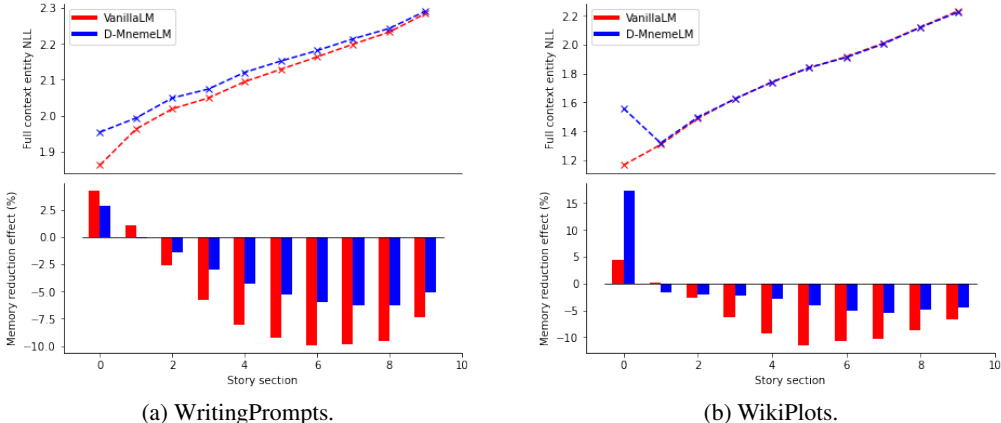 2.3
2.2
2.1
2.0
1.9
Full context entity NLL
VanillaLM
D-MnemeLM
2.5
0.0
−2.5
−5.0
−7.5
−10.0
Memory reduction effect (%)
0 2 4 6 8 10
Story section
(a) WritingPrompts.
2.2
2.0
1.8
1.6
1.4
1.2
Full context entity NLL
VanillaLM
D-MnemeLM
15
10
5
0
−5
−10
Memory reduction effect (%)
0 2 4 6 8 10
Story section
(b) WikiPlots.